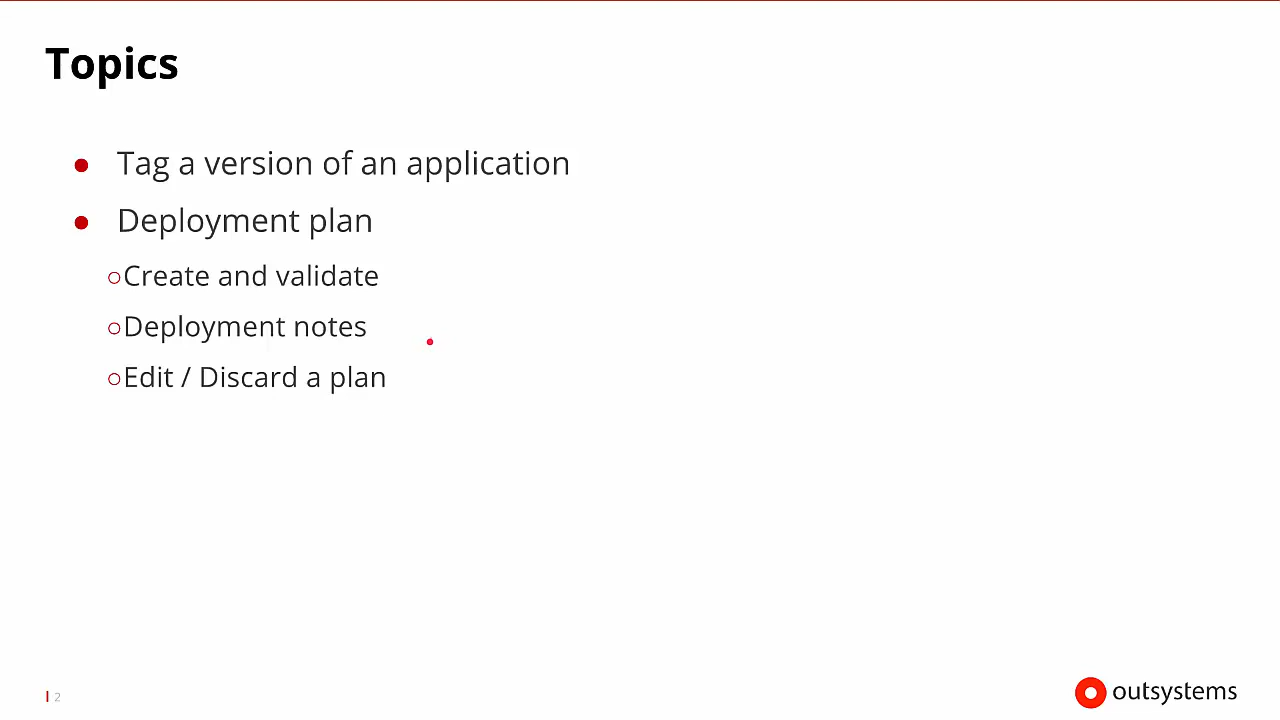 Topics
● Tag a version of an application
● Deployment plan
○Create and validate
○Deployment notes
○Edit / Discard a plan
2
outsystems